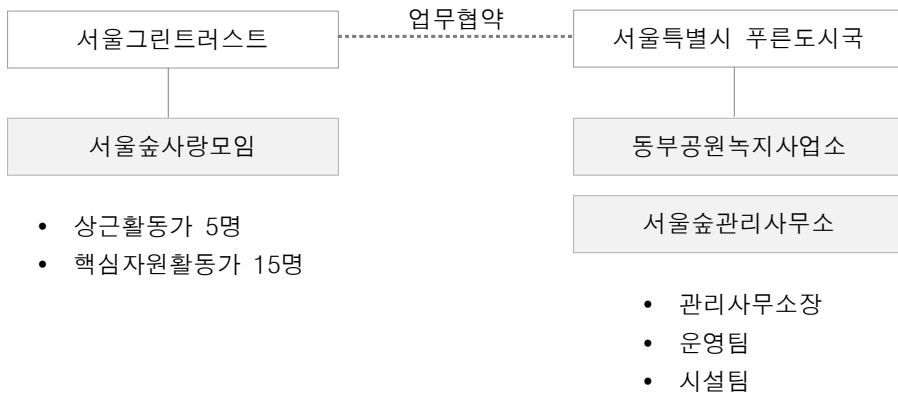 업무협약
서울그린트러스트
서울특별시 푸른도시국
서울숲사랑모임
동부공원녹지사업소
서울숲관리사무소
• 상근활동가 5명
• 핵심자원활동가 15명
• 관리사무소장
• 운영팀
• 시설팀